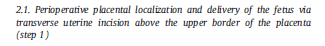 2.1. Perioperative placental localization and delivery of the fetus via
transverse uterine incision above the upper border of the placenta
(step 1)